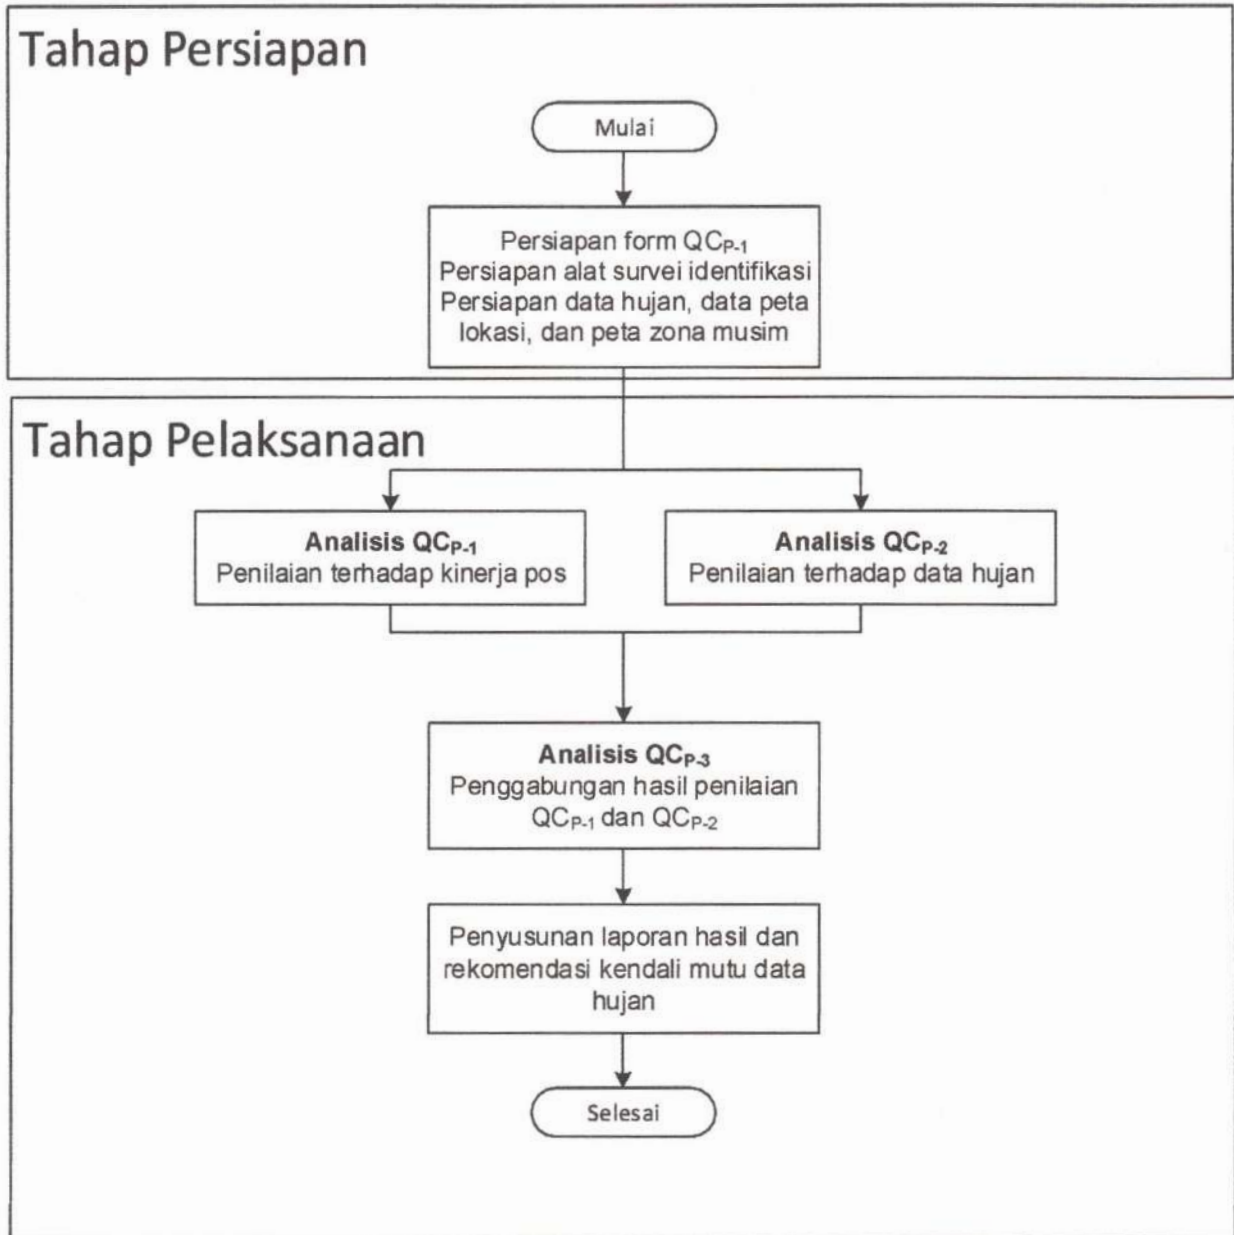 Tahap Persiapan
Mulai
Persiapan form QCP-1
Persiapan alat survei identifikasi
Persiapan data hujan, data peta
lokasi, dan peta zona musim
Tahap Pelaksanaan
Analisis QCP-1
Penilaian terhadap kinerja pos
Analisis QCP-2
Penilaian terhadap data hujan
Analisis QCP-3
Penggabungan hasil penilaian
QCP-1 dan QCP-2
Penyusunan laporan hasil dan
rekomendasi kendali mutu data
hujan
Selesai